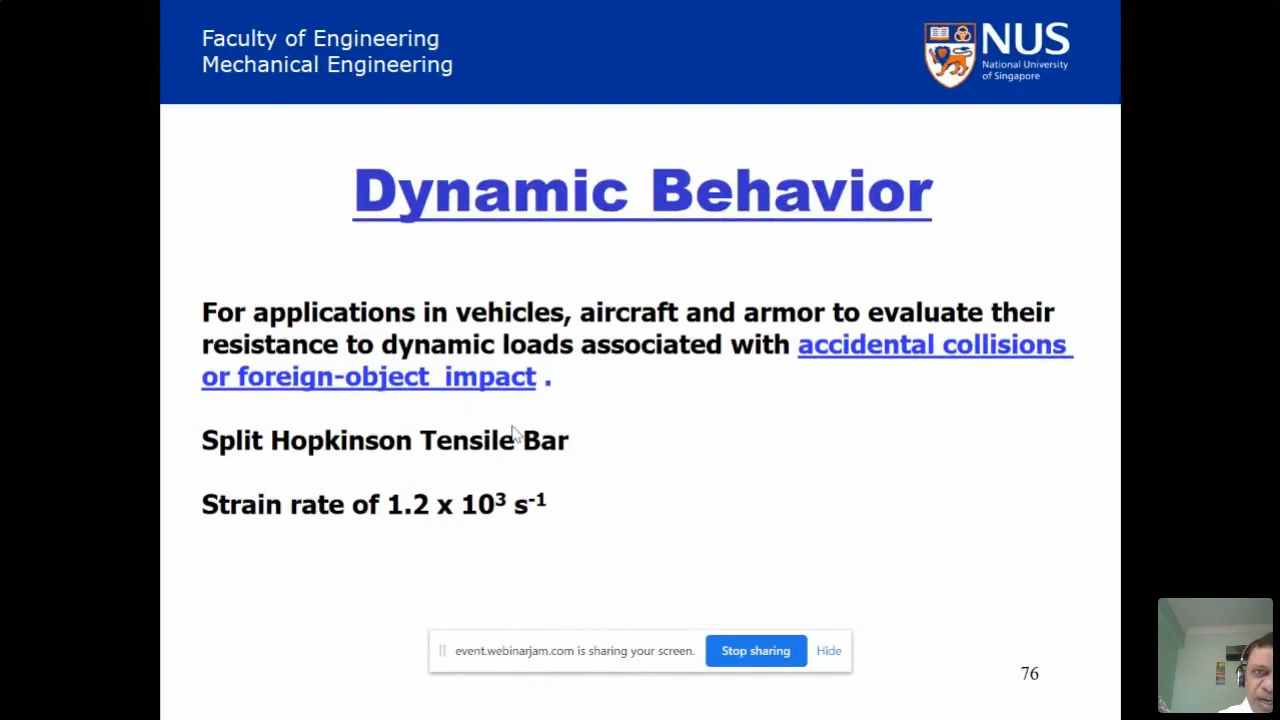 Faculty of Engineering
Mechanical Engineering
NUS
National University
of Singapore
Dynamic Behavior
For applications in vehicles, aircraft and armor to evaluate their
resistance to dynamic loads associated with accidental collisions
or foreign-object impact .
Split Hopkinson Tensile Bar
Strain rate of 1.2 x 10³ s⁻¹
event.webinarjam.com is sharing your screen. Stop sharing Hide
76